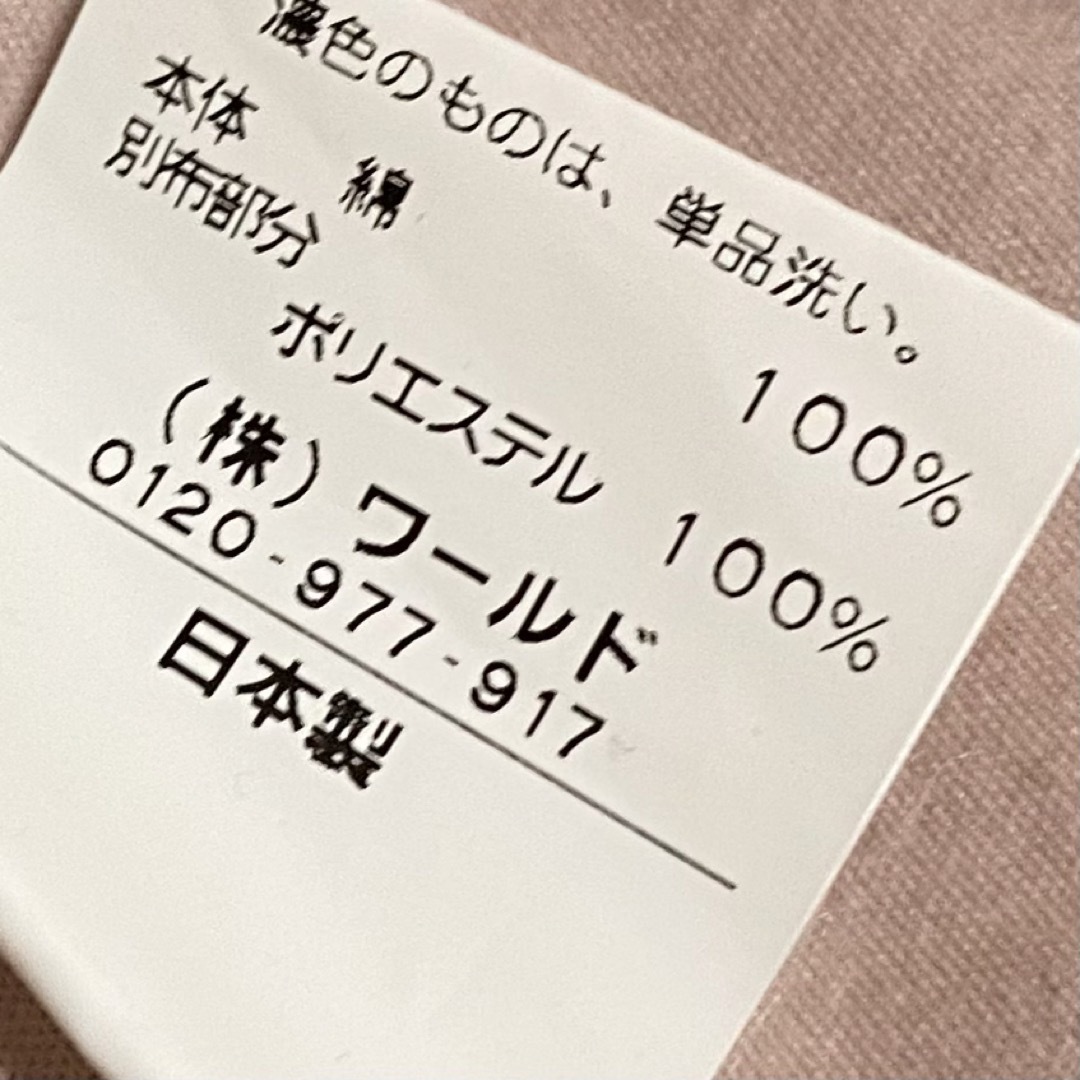 濃色のものは、単品洗い。
本体 綿 100%
別布部分
ポリエステル 100%
(株)ワールド
0120-977-917
日本製